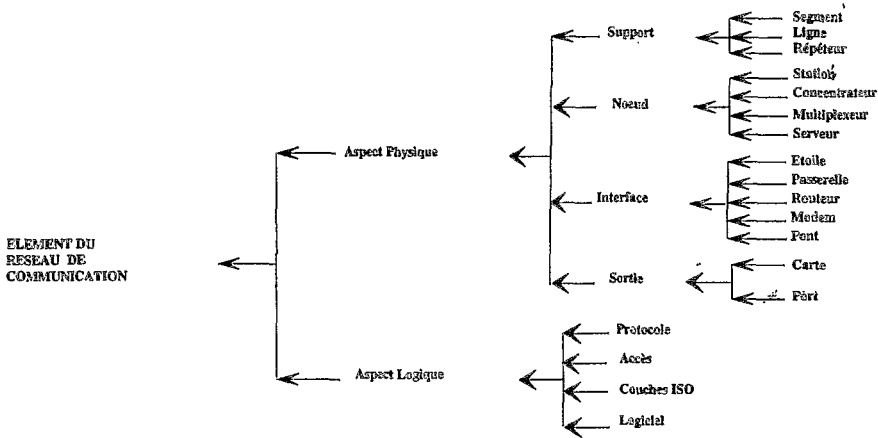 Segment
Support
Ligne
Répéteur
Station
Concentrateur
Noeud
Multiplexeur
Serveur
Aspect Physique
Etoile
Passerelle
Interface
Routeur
Modem
Pont
ELEMENT DU
RESEAU DE
COMMUNICATION
Carte
Sortie
Port
Protocole
Accès
Aspect Logique
Couches ISO
Logiciel